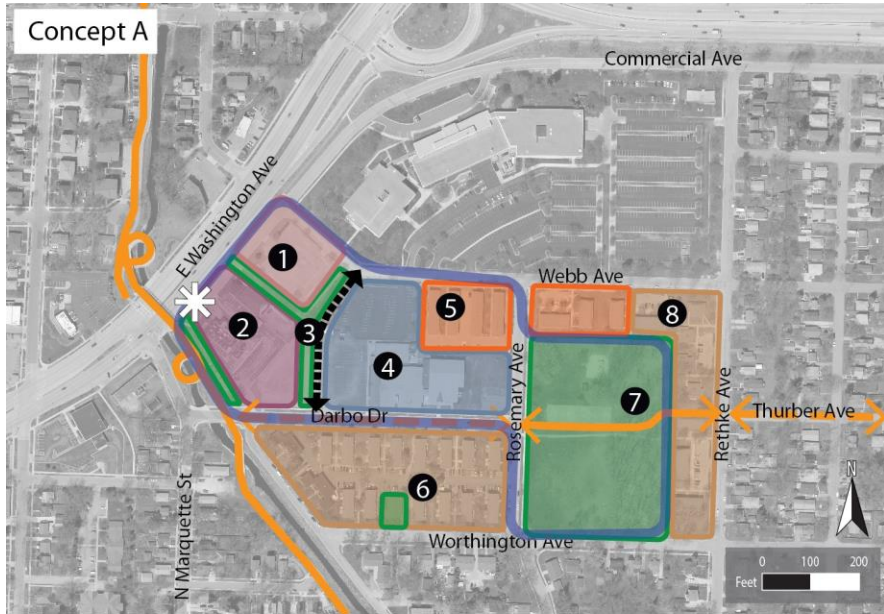 Concept A
Commercial Ave
E Washington Ave
1
Webb Ave
2
3
5
8
4
7
Rosemary Ave
Rethke Ave
Darbo Dr
Thurber Ave
6
N Marquette St
Worthington Ave
N
0 100 200
Feet